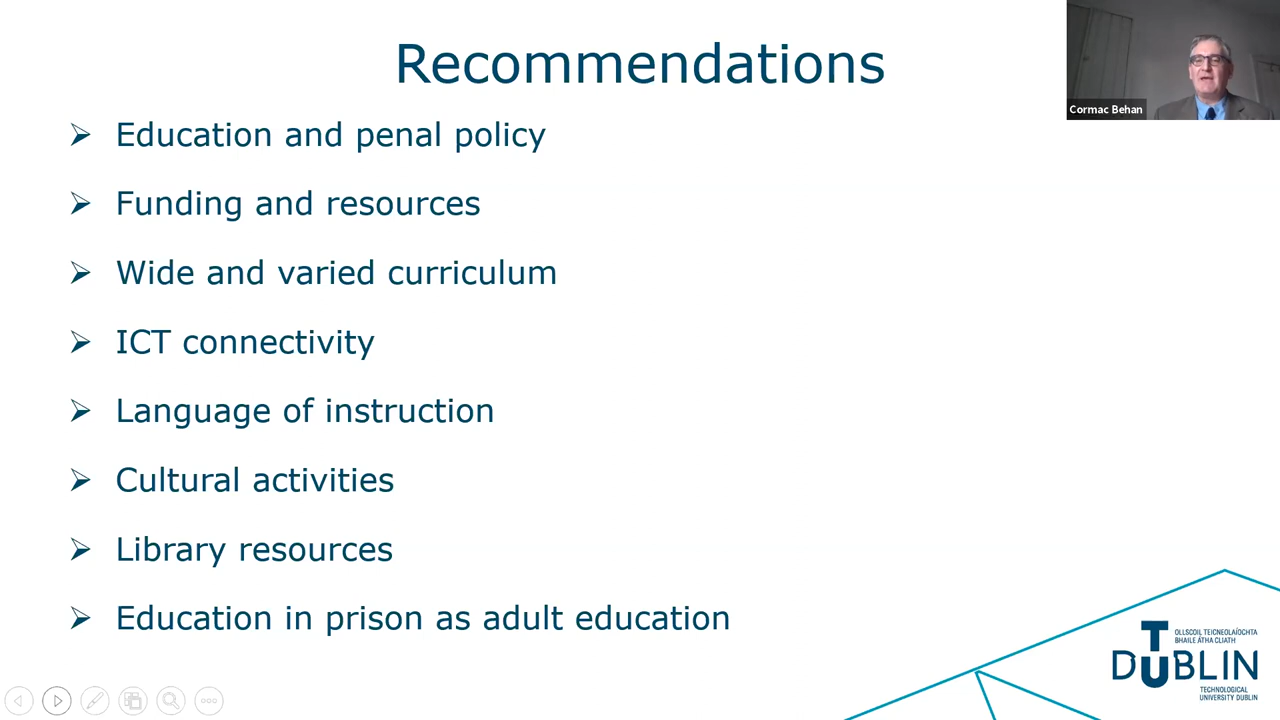 Recommendations
Cormac Behan
Education and penal policy
Funding and resources
Wide and varied curriculum
ICT connectivity
Language of instruction
Cultural activities
Library resources
Education in prison as adult education
OLLSCOIL TEICNEOLAÍOCHTA
BHAILE ÁTHA CLIATH
TU DUBLIN
TECHNOLOGICAL
UNIVERSITY DUBLIN